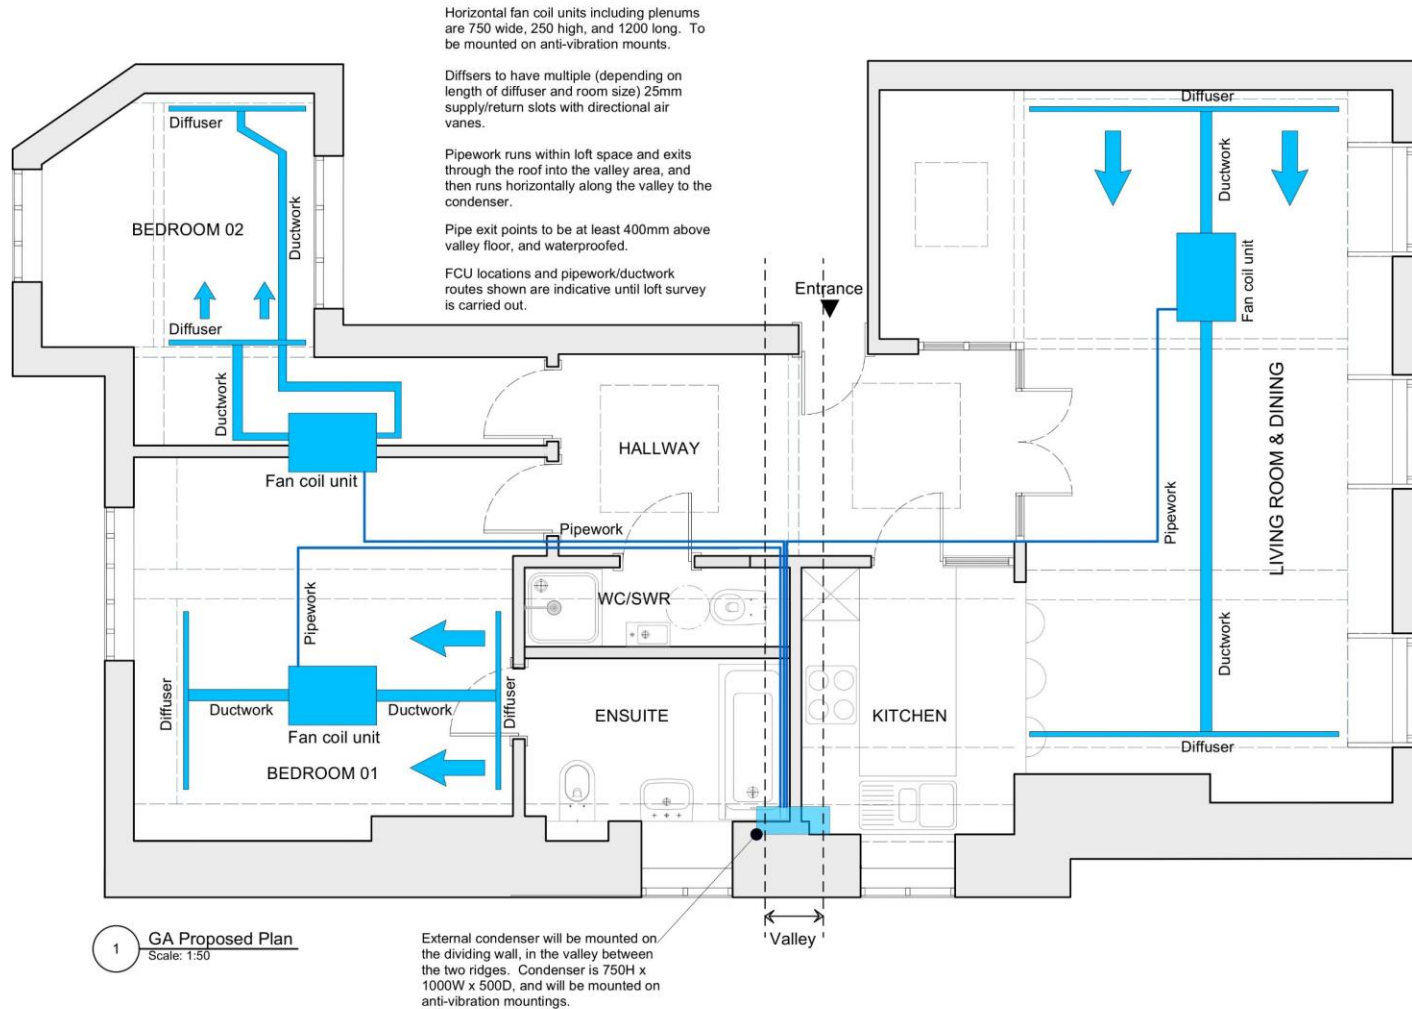 Horizontal fan coil units including plenums
are 750 wide, 250 high, and 1200 long.  To
be mounted on anti-vibration mounts.
Diffsers to have multiple (depending on
length of diffuser and room size) 25mm
supply/return slots with directional air
vanes.
Pipework runs within loft space and exits
through the roof into the valley area, and
then runs horizontally along the valley to the
condenser.
Pipe exit points to be at least 400mm above
valley floor, and waterproofed.
FCU locations and pipework/ductwork
routes shown are indicative until loft survey
is carried out.
Diffuser
BEDROOM 02
Ductwork
Diffuser
Ductwork
Fan coil unit
Entrance
HALLWAY
Pipework
Diffuser
Ductwork
Fan coil unit
LIVING ROOM & DINING
Pipework
Ductwork
Diffuser
WC/SWR
Pipework
Diffuser
Ductwork
Ductwork
Diffuser
Fan coil unit
BEDROOM 01
ENSUITE
KITCHEN
Valley
1
GA Proposed Plan
Scale: 1:50
External condenser will be mounted on
the dividing wall, in the valley between
the two ridges.  Condenser is 750H x
1000W x 500D, and will be mounted on
anti-vibration mountings.